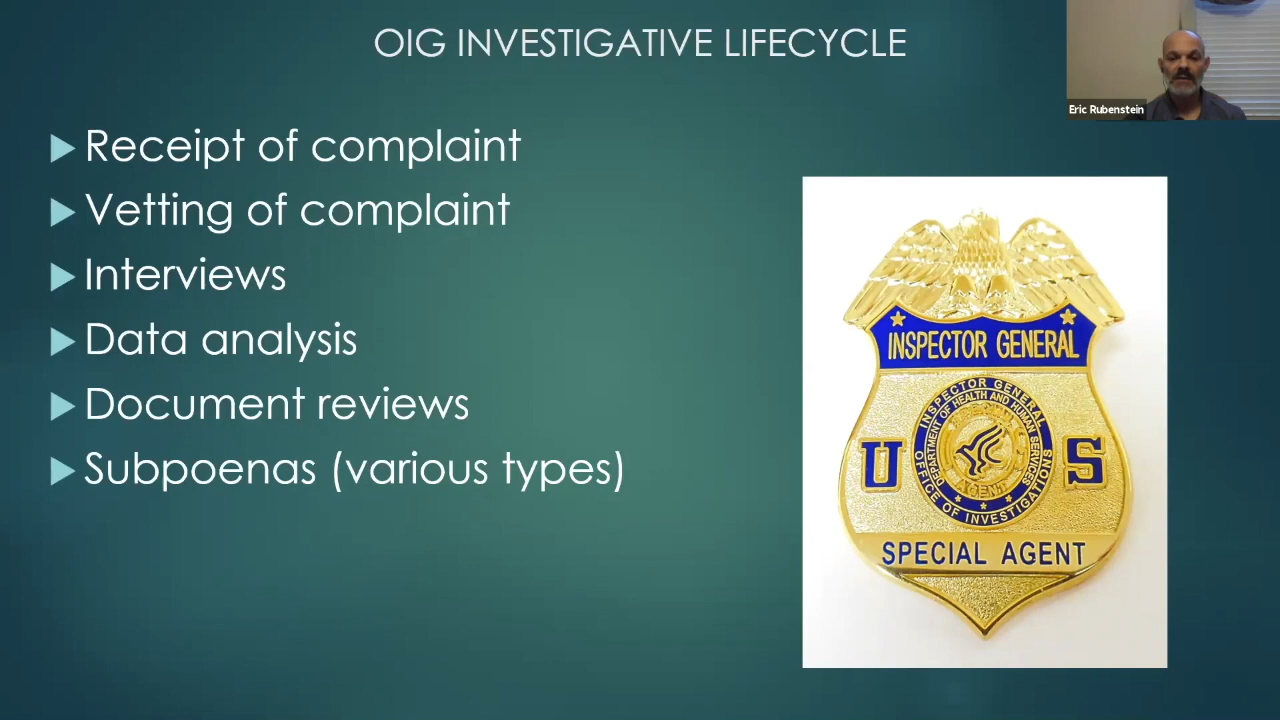 OIG INVESTIGATIVE LIFECYCLE
Eric Rubenstein
Receipt of complaint
Vetting of complaint
Interviews
Data analysis
Document reviews
Subpoenas (various types)
INSPECTOR GENERAL
INSPECTOR GENERAL
DEPARTMENT OF HEALTH AND HUMAN SERVICES
U S
AGENT
OFFICE OF INVESTIGATIONS
SPECIAL AGENT